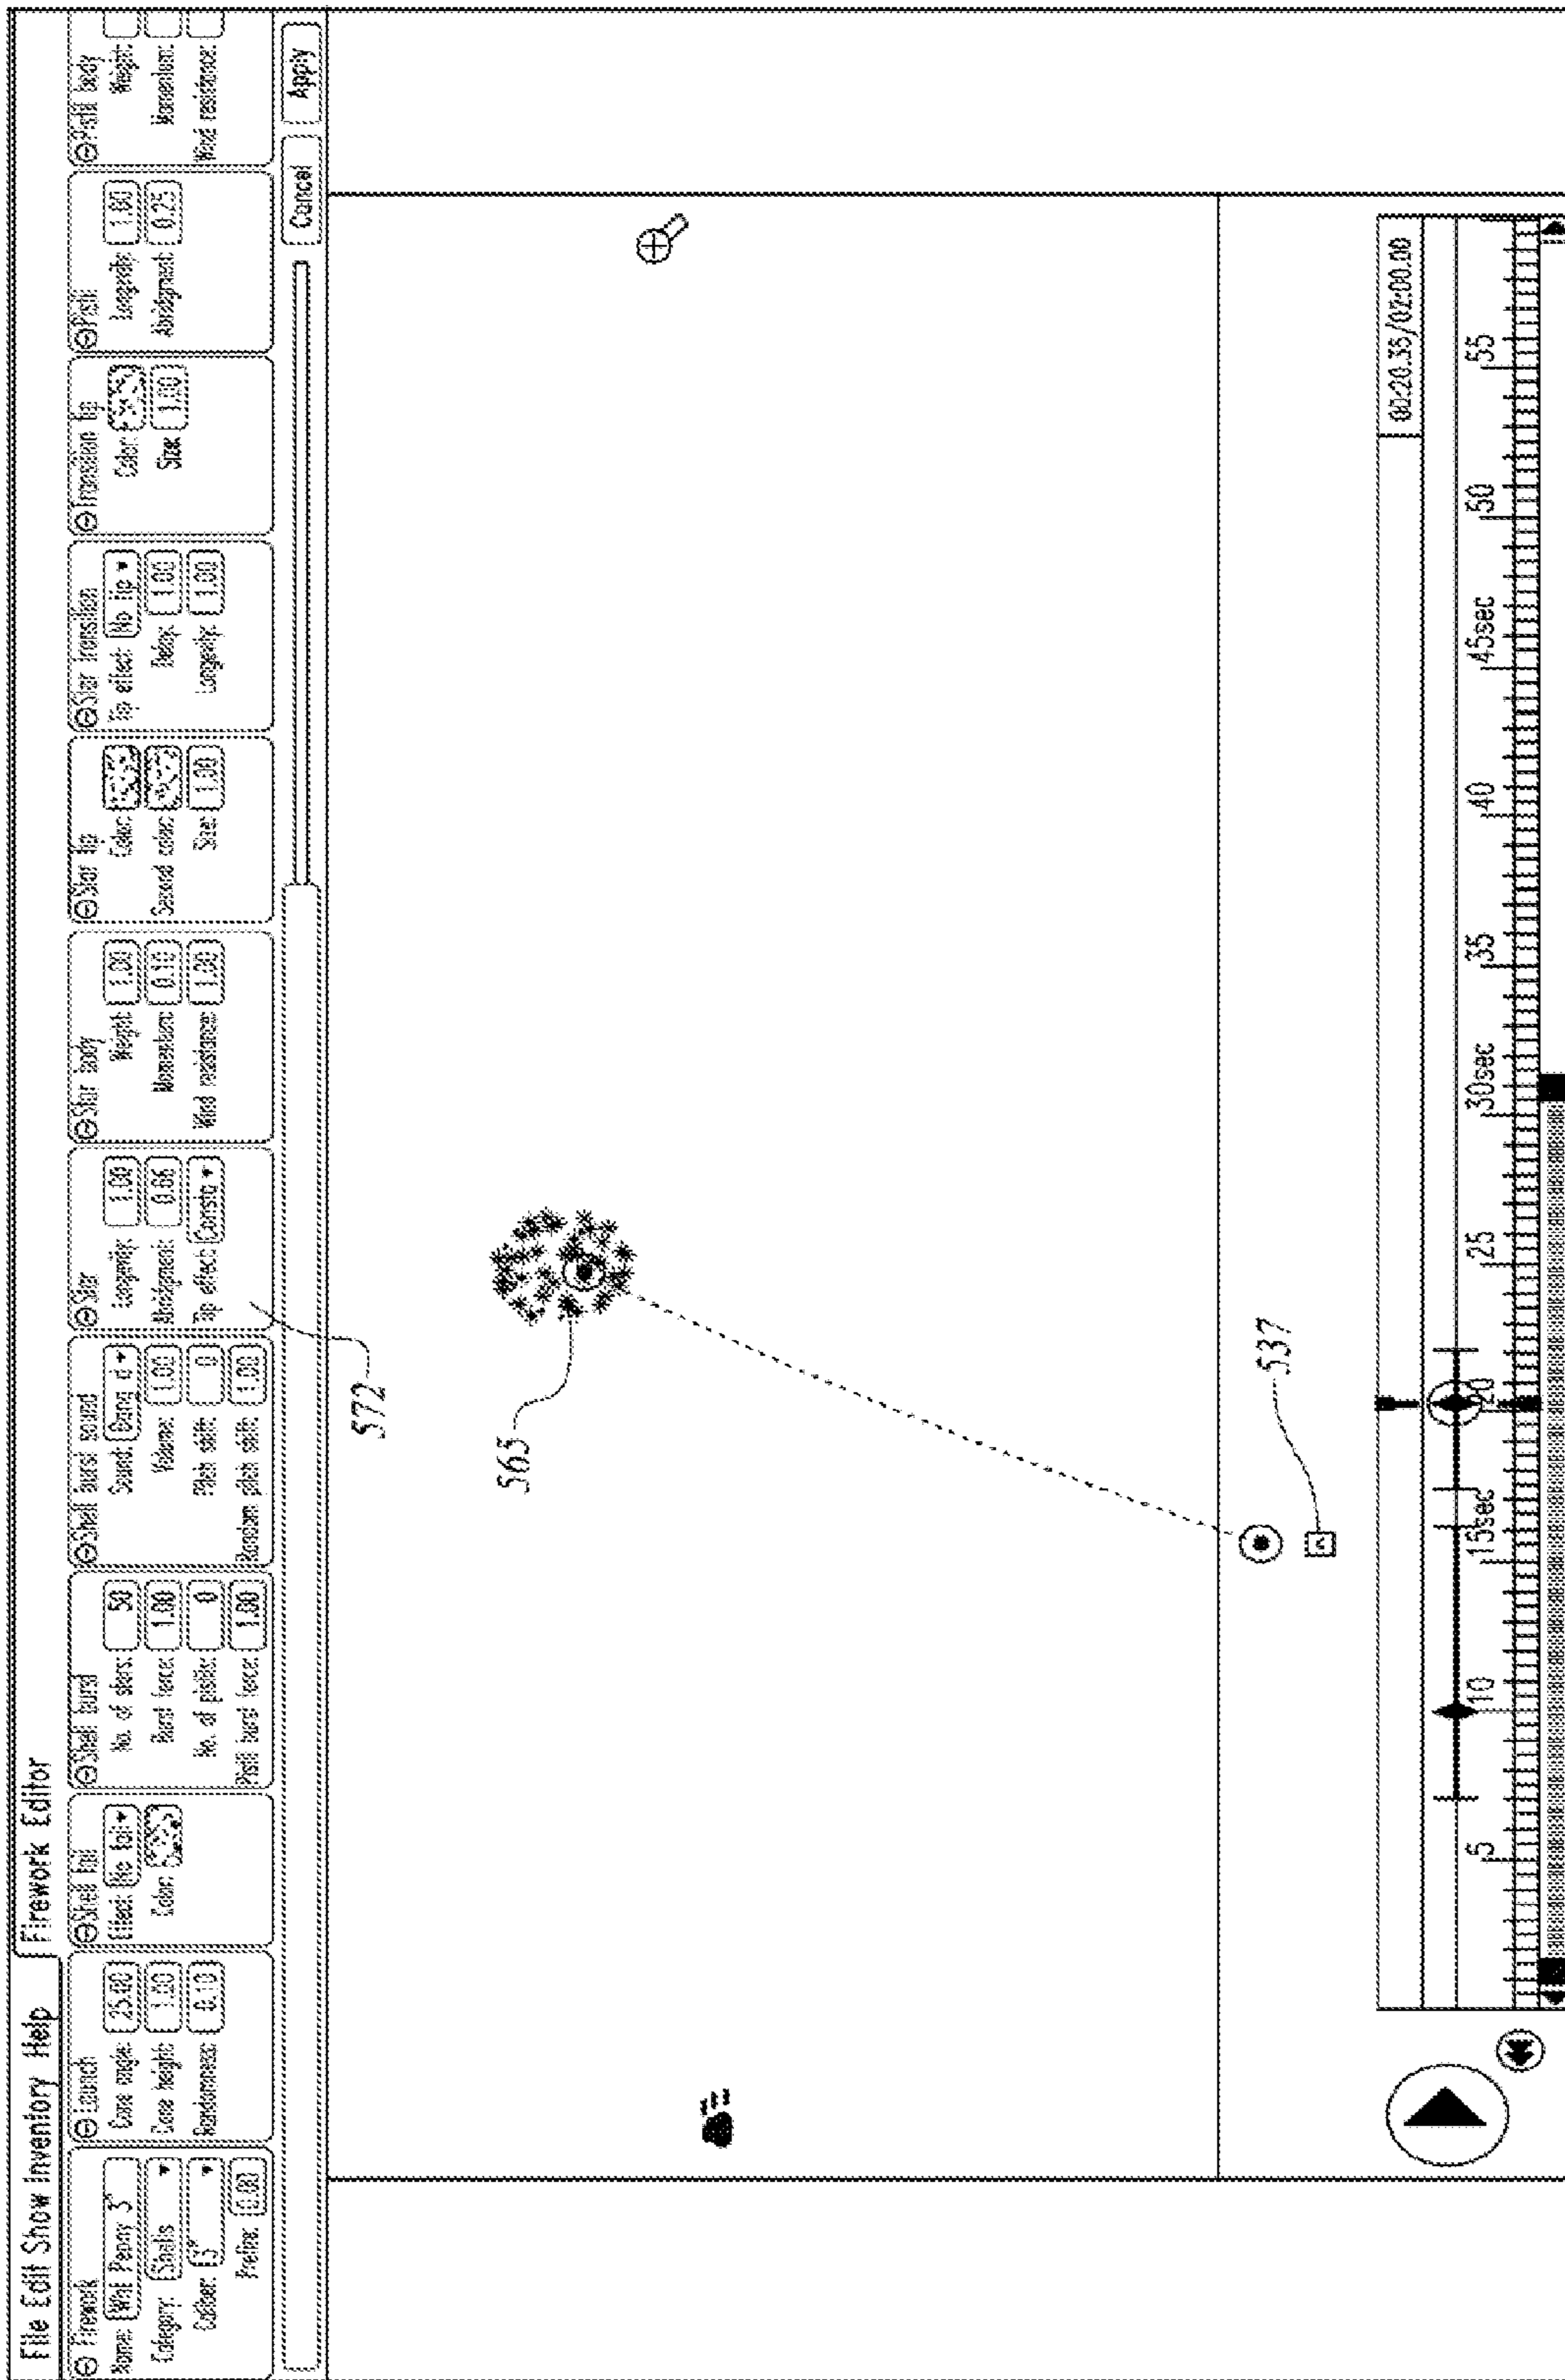 File Edit Show Inventory Help
Firework Editor
Firework
Name: Wht Peony 3"
Category: Shells
Caliber: 3"
Prefire: 0.00
Launch
Cone angle: 25.00
Cone height: 1.00
Randomness: 0.10
Shell tail
Effect: No tai
Color:
Shell burst
No. of stars: 50
Burst force: 1.00
No. of pistils: 0
Pistil burst force: 1.00
Shell burst sound
Sound:
Volume: 1.00
Pitch shift: 0
Random pitch shift: 1.00
Star
Longevity: 1.00
Abridgment: 0.66
Tip effect: Consta
Star body
Weight: 1.00
Momentum: 0.10
Wind resistance: 1.00
Star tip
Color:
Second color:
Size: 1.00
Star transition
Tip effect: No tip
Delay: 1.00
Longevity: 1.00
Transition tip
Color:
Size: 1.00
Pistil
Longevity: 1.00
Abridgment: 0.25
Pistil body
Weight:
Momentum:
Wind resistance:
Cancel
Apply
572
565
537
00:20.35/02:00.00
5 10 15sec 20 25 30sec 35 40 45sec 50 55